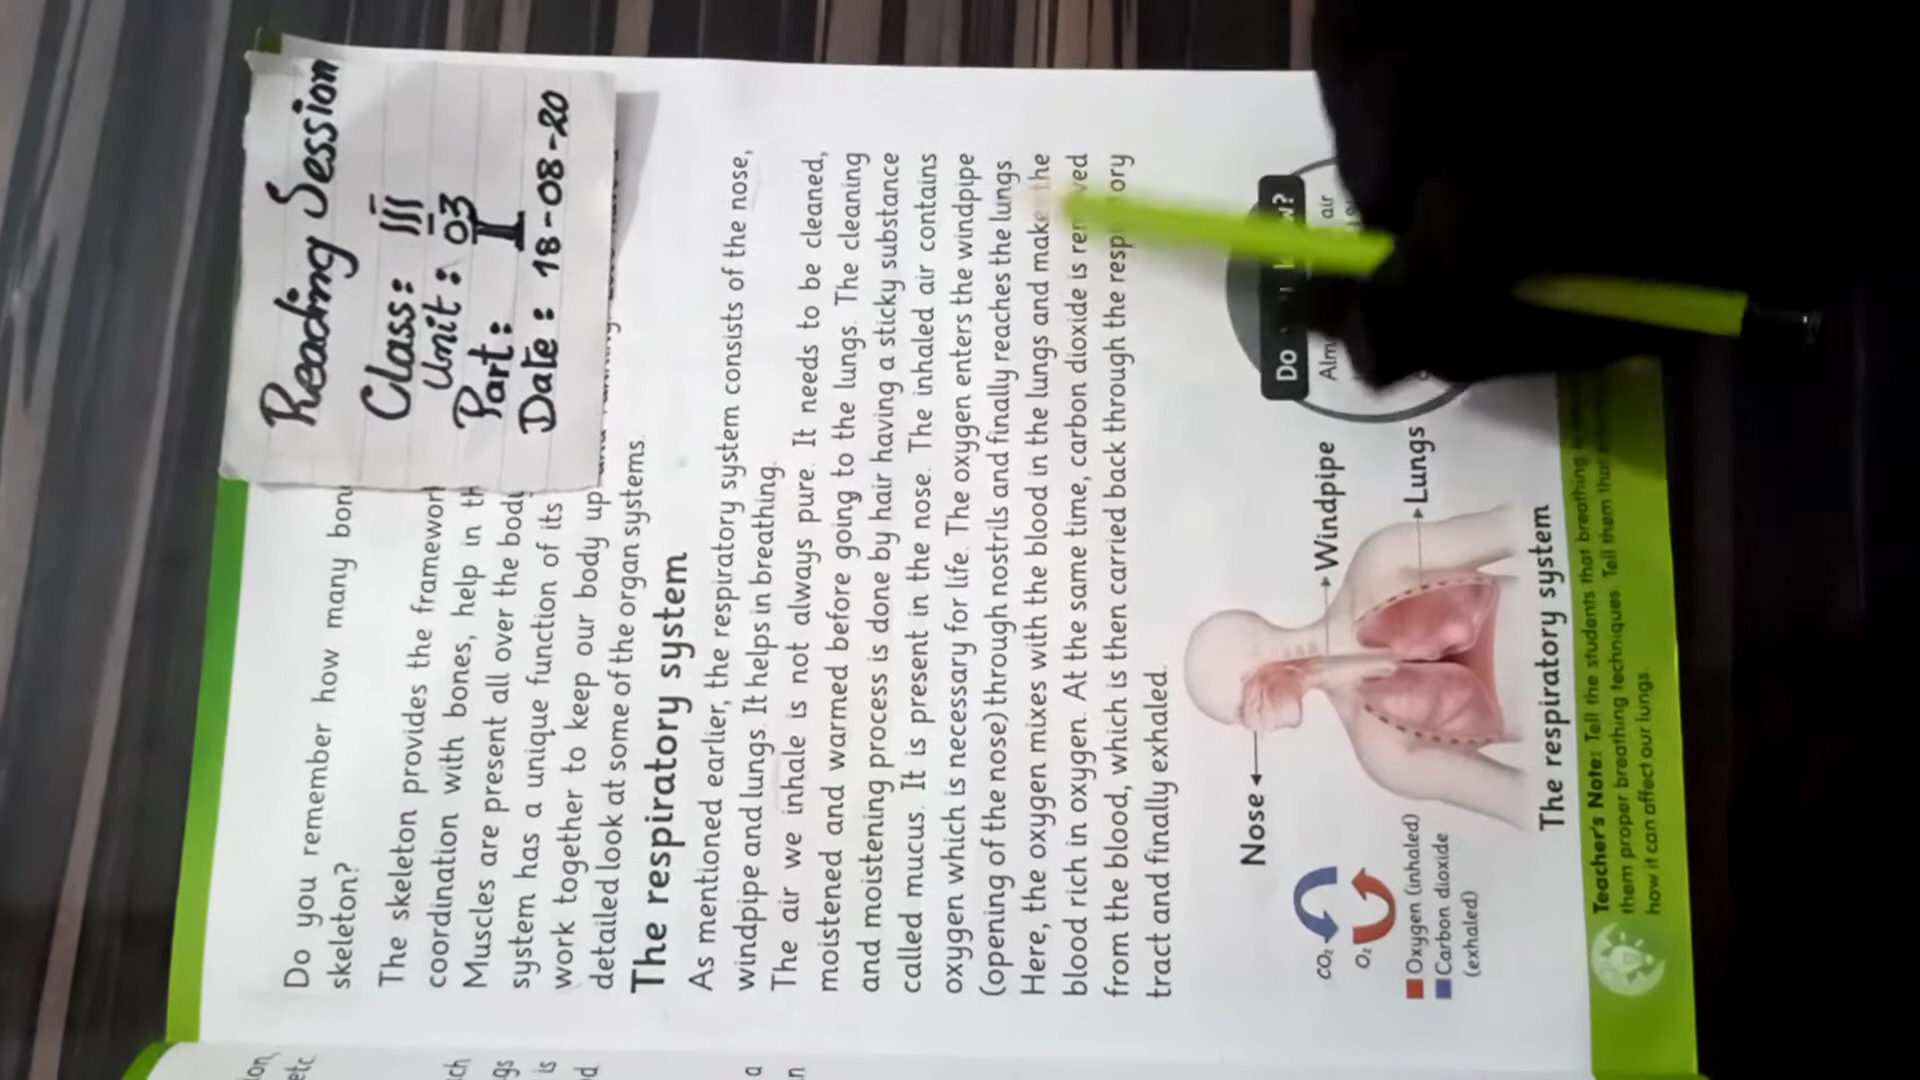 Reading Session
Class: III
Unit: 03
Part: I
Date: 18-08-20
Do you remember how many
skeleton?
The skeleton provides the
coordination with bones, help in
Muscles are present all over the
system has a unique function of its
work together to keep our body up
detailed look at some of the organ systems.
The respiratory system
As mentioned earlier, the respiratory system consists of the nose,
windpipe and lungs. It helps in breathing.
The air we inhale is not always pure. It needs to be cleaned,
moistened and warmed before going to the lungs. The cleaning
and moistening process is done by hair having a sticky substance
called mucus. It is present in the nose. The inhaled air contains
oxygen which is necessary for life. The oxygen enters the windpipe
(opening of the nose) through nostrils and finally reaches the lungs.
Here, the oxygen mixes with the blood in the lungs and make the
blood rich in oxygen. At the same time, carbon dioxide is
from the blood, which is then carried back through the
tract and finally exhaled.
Do
air
Nose
Windpipe
Lungs
CO₂
O₂
Oxygen (inhaled)
Carbon dioxide
(exhaled)
The respiratory system
Teacher's Note: Tell the students that breathing
them proper breathing techniques. Tell them
how it can affect our lungs.